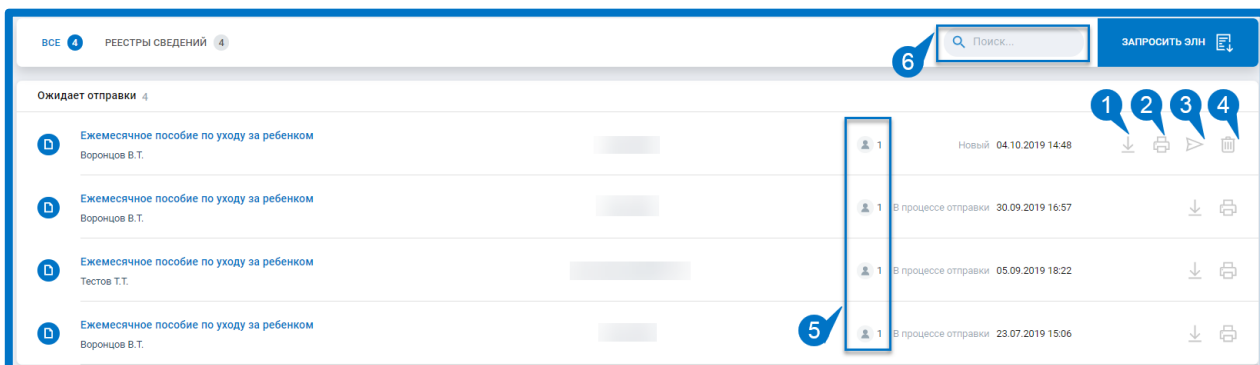 ВСЕ 4 РЕЕСТРЫ СВЕДЕНИЙ 4 Поиск... ЗАПРОСИТЬ ЭЛН
6
Ожидает отправки 4
1 2 3 4
Ежемесячное пособие по уходу за ребенком
Воронцов В.Т.
1 Новый 04.10.2019 14:48
Ежемесячное пособие по уходу за ребенком
Воронцов В.Т.
1 В процессе отправки 30.09.2019 16:57
Ежемесячное пособие по уходу за ребенком
Тестов Т.Т.
1 В процессе отправки 05.09.2019 18:22
Ежемесячное пособие по уходу за ребенком
Воронцов В.Т.
5
1 В процессе отправки 23.07.2019 15:06